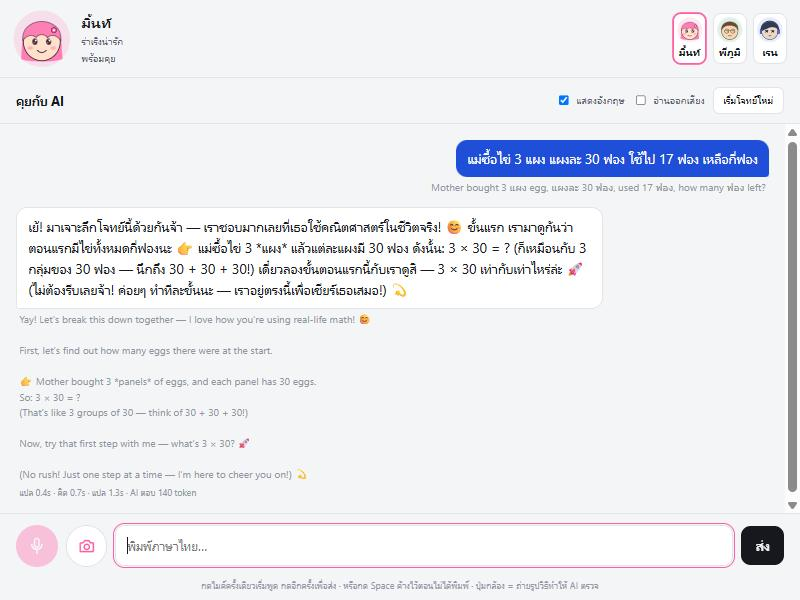 มิ้นท์
ร่าเริงน่ารัก
พร้อมคุย
มิ้นท์
พี่ภูมิ
เรน
คุยกับ AI
แสดงอังกฤษ
อ่านออกเสียง
เริ่มโจทย์ใหม่
แม่ซื้อไข่ 3 แผง แผงละ 30 ฟอง ใช้ไป 17 ฟอง เหลือกี่ฟอง
Mother bought 3 แผง egg, แผงละ 30 ฟอง, used 17 ฟอง, how many ฟอง left?
เย้! มาเจาะลึกโจทย์นี้ด้วยกันจ้า — เราชอบมากเลยที่เธอใช้คณิตศาสตร์ในชีวิตจริง! 😊 ขั้นแรก เรามาดูกันว่า
ตอนแรกมีไข่ทั้งหมดกี่ฟองนะ 👉 แม่ซื้อไข่ 3 *แผง* แล้วแต่ละแผงมี 30 ฟอง ดังนั้น: 3 × 30 = ? (ก็เหมือนกับ 3
กลุ่มของ 30 ฟอง — นึกถึง 30 + 30 + 30!) เดี๋ยวลองขั้นตอนแรกนี้กับเราดูสิ — 3 × 30 เท่ากับเท่าไหร่ล่ะ 🚀
(ไม่ต้องรีบเลยจ้า! ค่อยๆ ทำทีละขั้นนะ — เราอยู่ตรงนี้เพื่อเชียร์เธอเสมอ!) 💫
Yay! Let's break this down together — I love how you're using real-life math! 😊
First, let's find out how many eggs there were at the start.
👉 Mother bought 3 *panels* of eggs, and each panel has 30 eggs.
So: 3 × 30 = ?
(That's like 3 groups of 30 — think of 30 + 30 + 30!)
Now, try that first step with me — what's 3 × 30? 🚀
(No rush! Just one step at a time — I'm here to cheer you on!) 💫
แปล 0.4s · คิด 0.7s · แปล 1.3s · AI ตอบ 140 token
พิมพ์ภาษาไทย...
ส่ง
กดไมค์ครั้งเดียวเริ่มพูด กดอีกครั้งเพื่อส่ง · หรือกด Space ค้างไว้ตอนไม่ได้พิมพ์ · ปุ่มกล้อง = ถ่ายรูปวิธีทำให้ AI ตรวจ